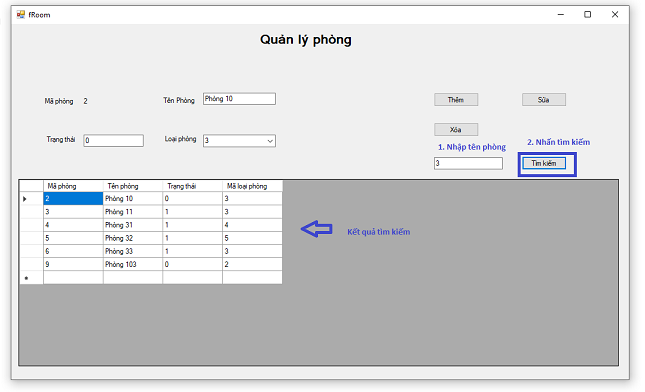 fRoom
Quản lý phòng
Mã phòng 2 Tên Phòng Phòng 10 Thêm Sửa
Xóa
Trạng thái 0 Loại phòng 3
1. Nhập tên phòng 2. Nhấn tìm kiếm
3 Tìm kiếm
Mã phòng Tên phòng Trạng thái Mã loại phòng
2 Phòng 10 0 3
3 Phòng 11 1 3
4 Phòng 31 1 4
5 Phòng 32 1 5
6 Phòng 33 1 3
9 Phòng 103 0 2
Kết quả tìm kiếm